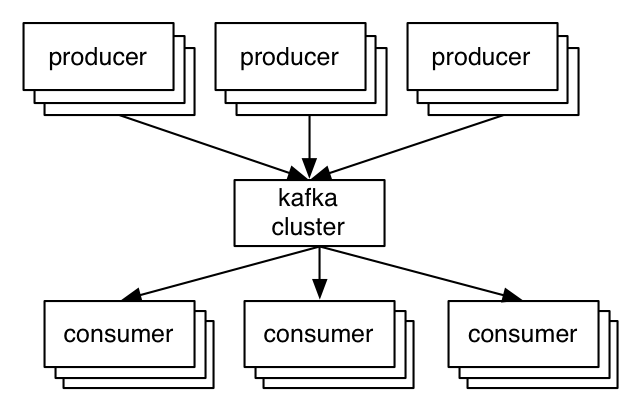 producer
producer
producer
kafka
cluster
consumer
consumer
consumer